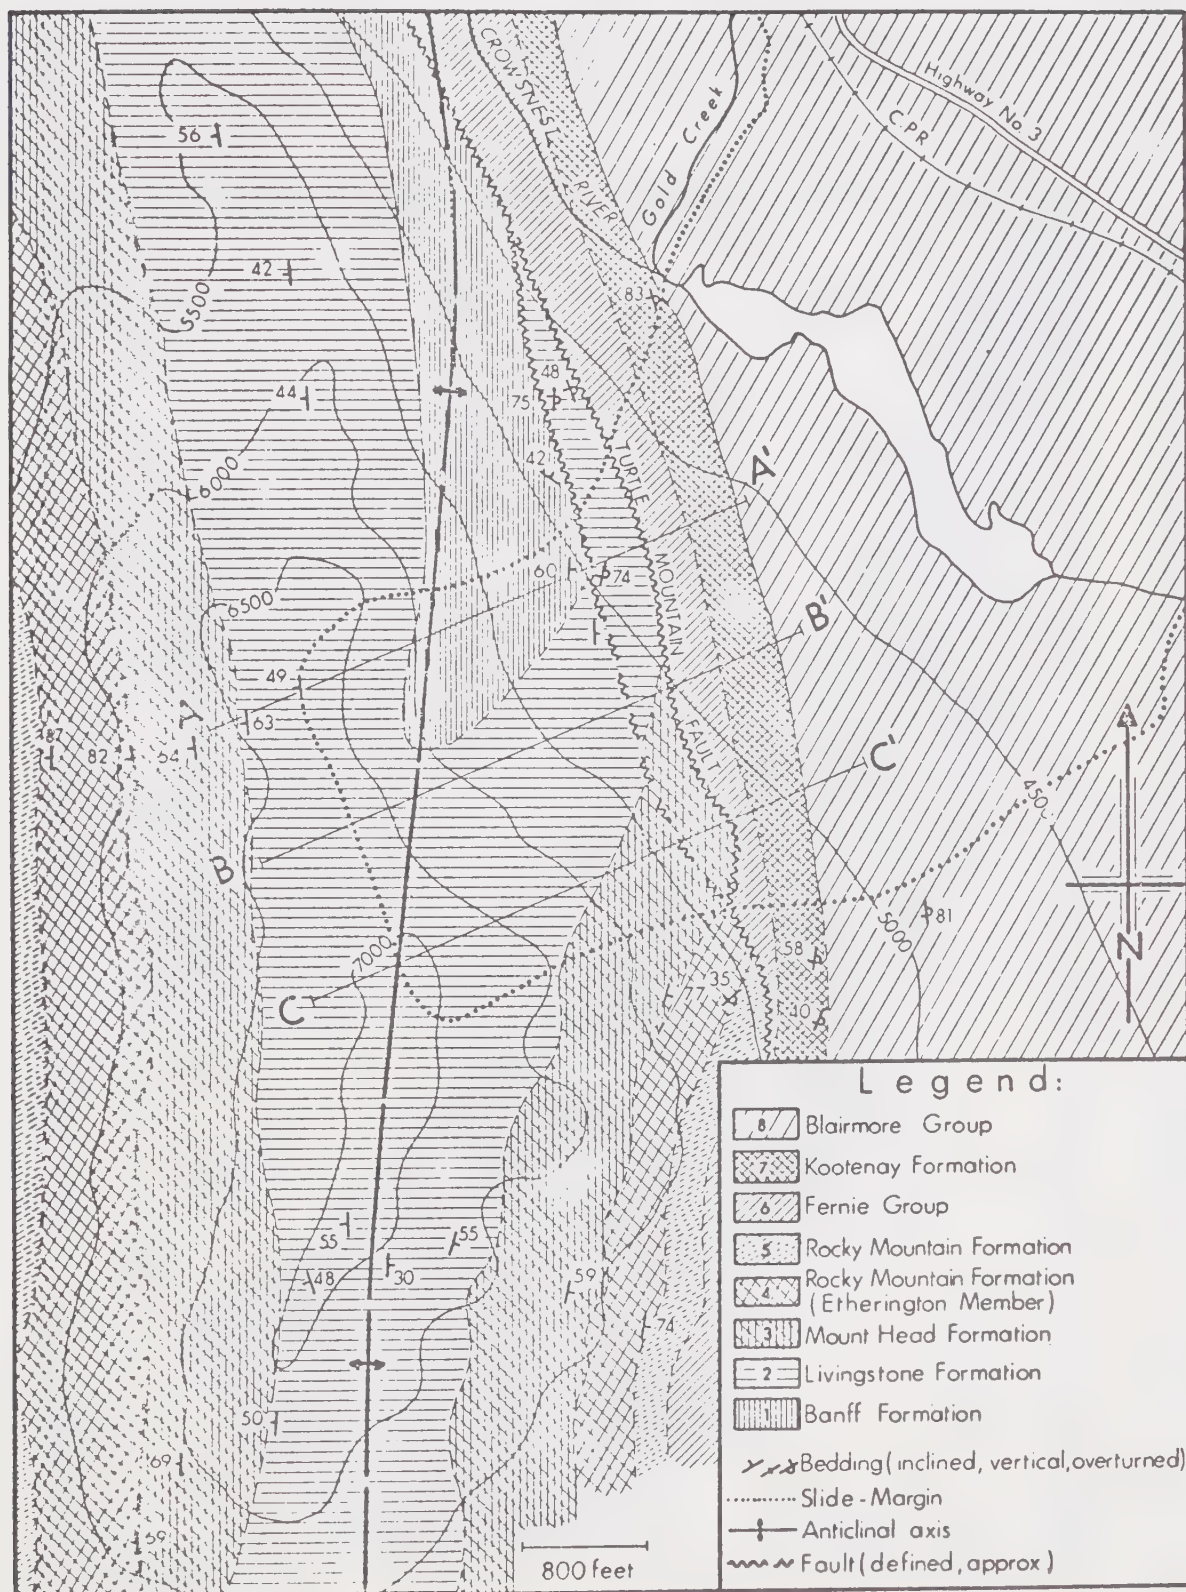 CROWSNEST
RIVER
Gold Creek
Highway No. 3
C.PR
56
42
5500
83
44
48
75
42
TURTLE
MOUNTAIN
FAULT
6000
A'
60
74
6500
B'
49
A
63
87
82
54
C'
4500
B
7000
81
5000
58
N
77
35
C
40
55
55
48
30
59
74
50
69
59
800 feet
Legend:
8 Blairmore Group
7 Kootenay Formation
6 Fernie Group
5 Rocky Mountain Formation
4 Rocky Mountain Formation
(Etherington Member)
3 Mount Head Formation
2 Livingstone Formation
1 Banff Formation
Bedding (inclined, vertical, overturned)
Slide-Margin
Anticlinal axis
Fault (defined, approx)